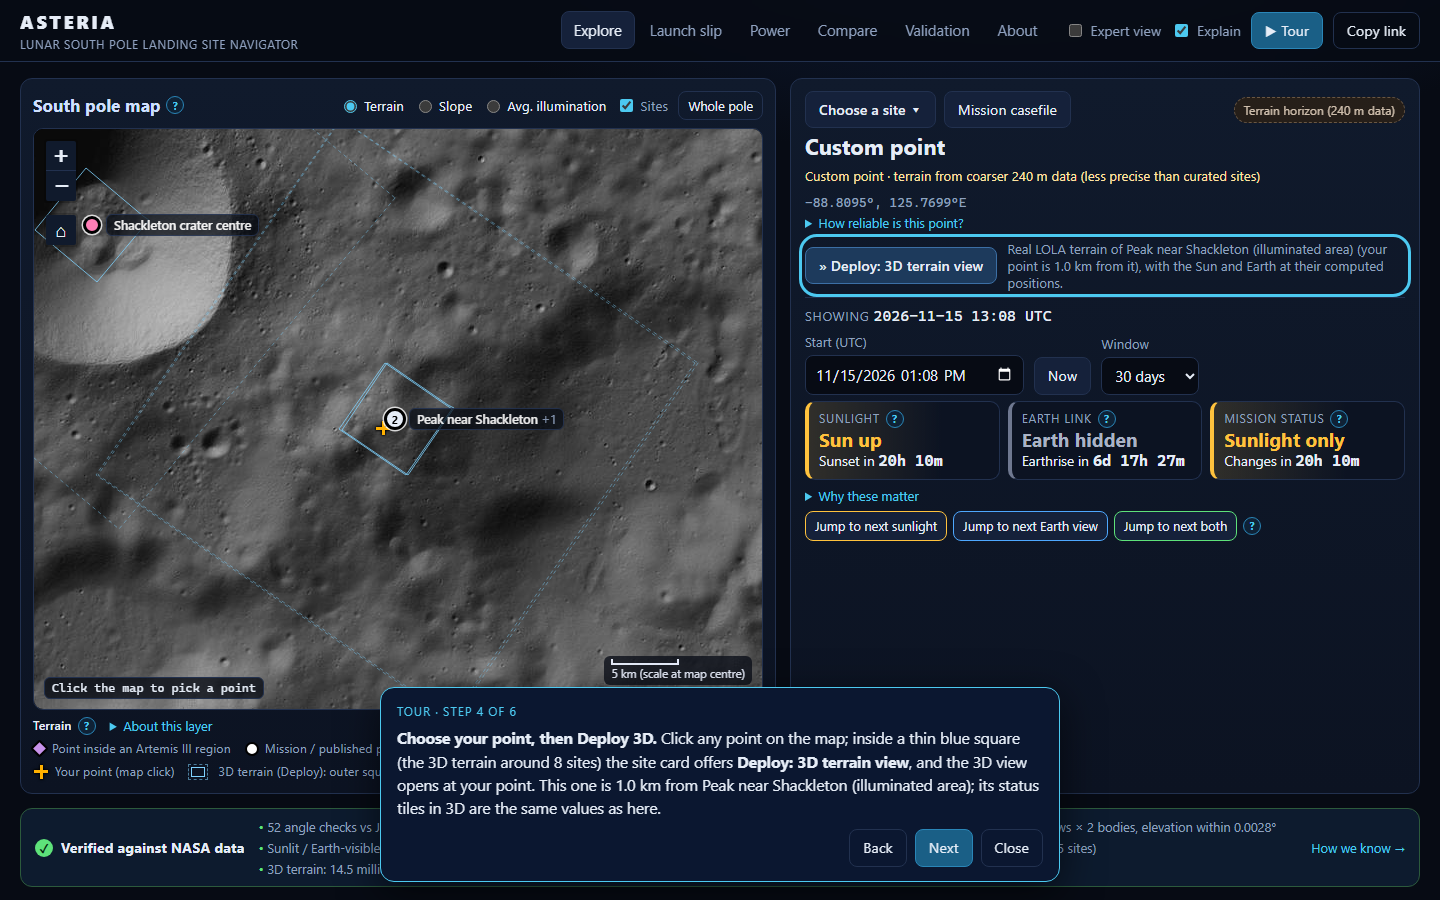 ASTERIA
LUNAR SOUTH POLE LANDING SITE NAVIGATOR
Explore
Launch slip
Power
Compare
Validation
About
Expert view
Explain
▶ Tour
Copy link
South pole map ?
Terrain
Slope
Avg. illumination
Sites
Whole pole
+
−
⌂
Shackleton crater centre
2
Peak near Shackleton +1
5 km (scale at map centre)
Click the map to pick a point
Terrain ?
▶ About this layer
Point inside an Artemis III region
Mission / published
Your point (map click)
3D terrain (Deploy): outer squ
Choose a site ▾
Mission casefile
Terrain horizon (240 m data)
Custom point
Custom point · terrain from coarser 240 m data (less precise than curated sites)
−88.8095°, 125.7699°E
▶ How reliable is this point?
» Deploy: 3D terrain view
Real LOLA terrain of Peak near Shackleton (illuminated area) (your
point is 1.0 km from it), with the Sun and Earth at their computed
positions.
SHOWING 2026−11−15 13:08 UTC
Start (UTC)
Window
11/15/2026 01:08 PM
Now
30 days
SUNLIGHT ?
Sun up
Sunset in 20h 10m
EARTH LINK ?
Earth hidden
Earthrise in 6d 17h 27m
MISSION STATUS ?
Sunlight only
Changes in 20h 10m
▶ Why these matter
Jump to next sunlight
Jump to next Earth view
Jump to next both
?
TOUR · STEP 4 OF 6
Choose your point, then Deploy 3D. Click any point on the map; inside a thin blue square
(the 3D terrain around 8 sites) the site card offers Deploy: 3D terrain view, and the 3D view
opens at your point. This one is 1.0 km from Peak near Shackleton (illuminated area); its status
tiles in 3D are the same values as here.
Back
Next
Close
Verified against NASA data
• 52 angle checks vs J
• Sunlit / Earth-visible
• 3D terrain: 14.5 milli
ws × 2 bodies, elevation within 0.0028°
sites)
How we know →